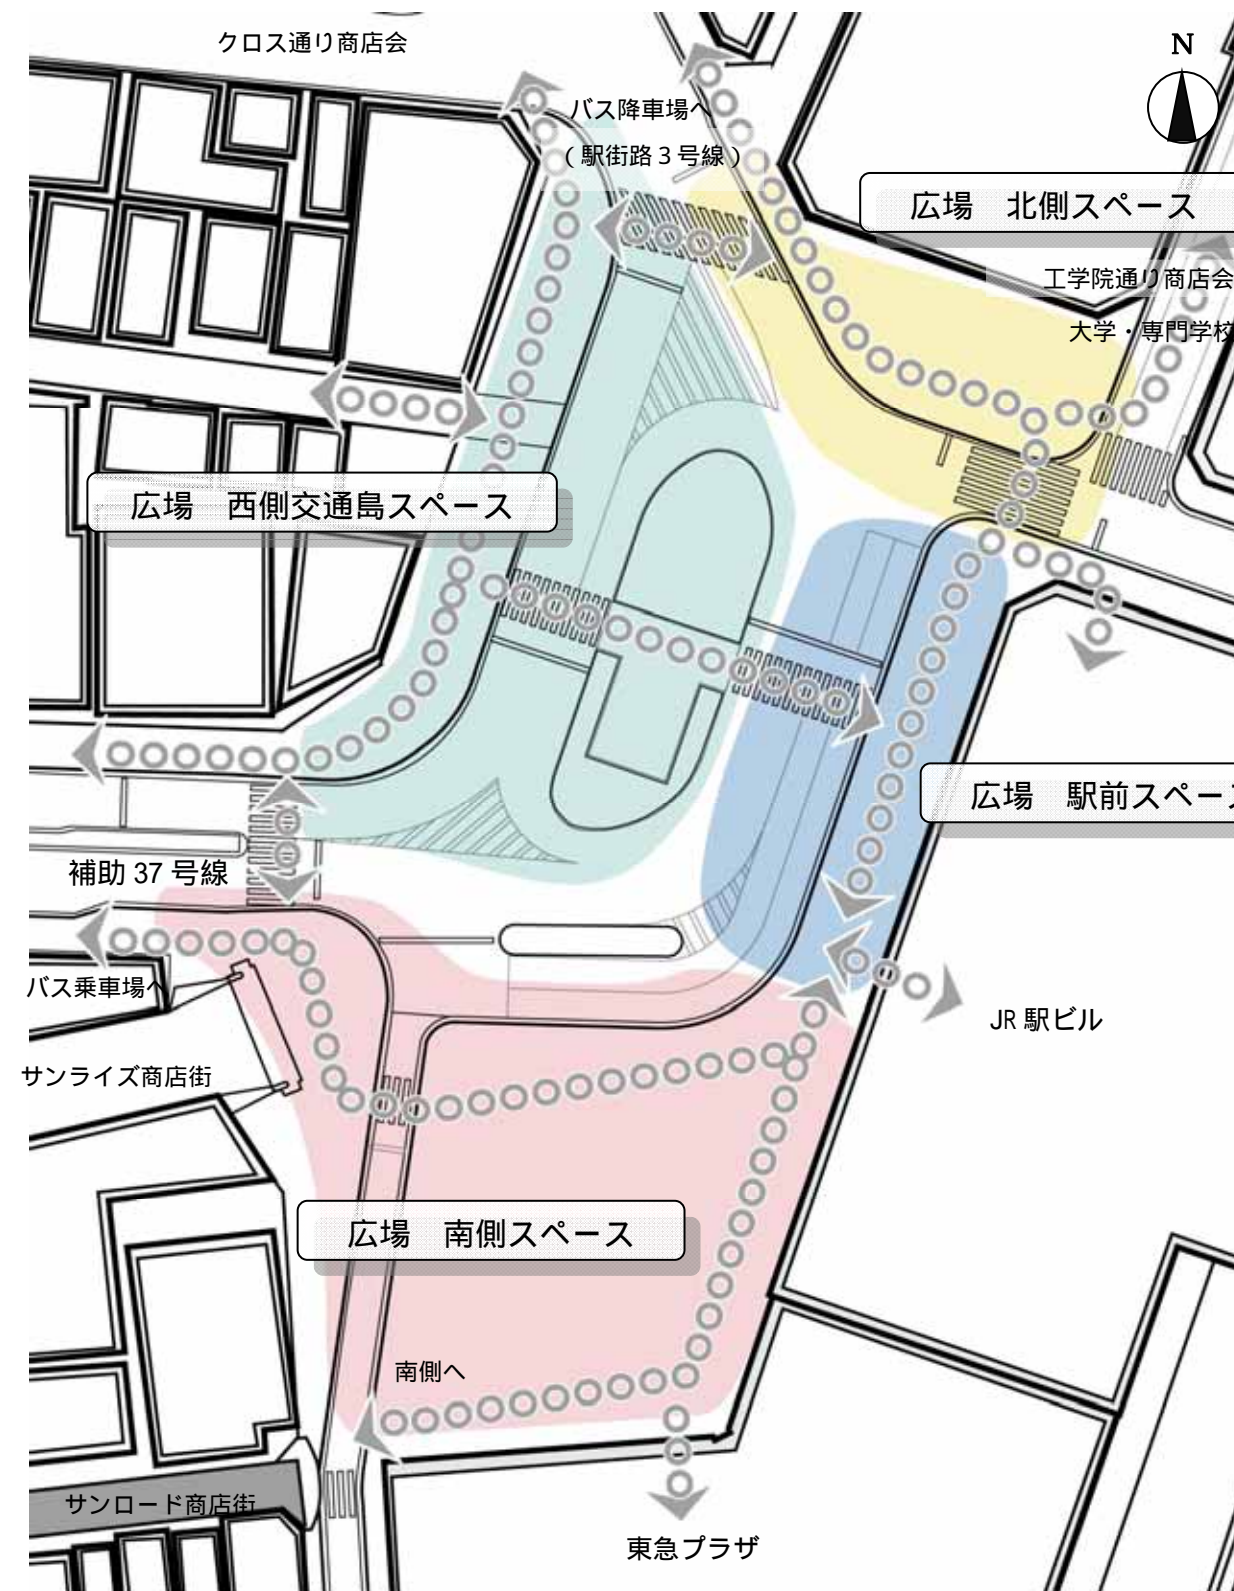 クロス通り商店会
N
バス降車場へ
(駅街路3号線)
広場 北側スペース
工学院通り商店会
大学・専門学校
広場 西側交通島スペース
広場 駅前スペー
補助37号線
バス乗車場へ
JR駅ビル
サンライズ商店街
広場 南側スペース
南側へ
サンロード商店街
東急プラザ